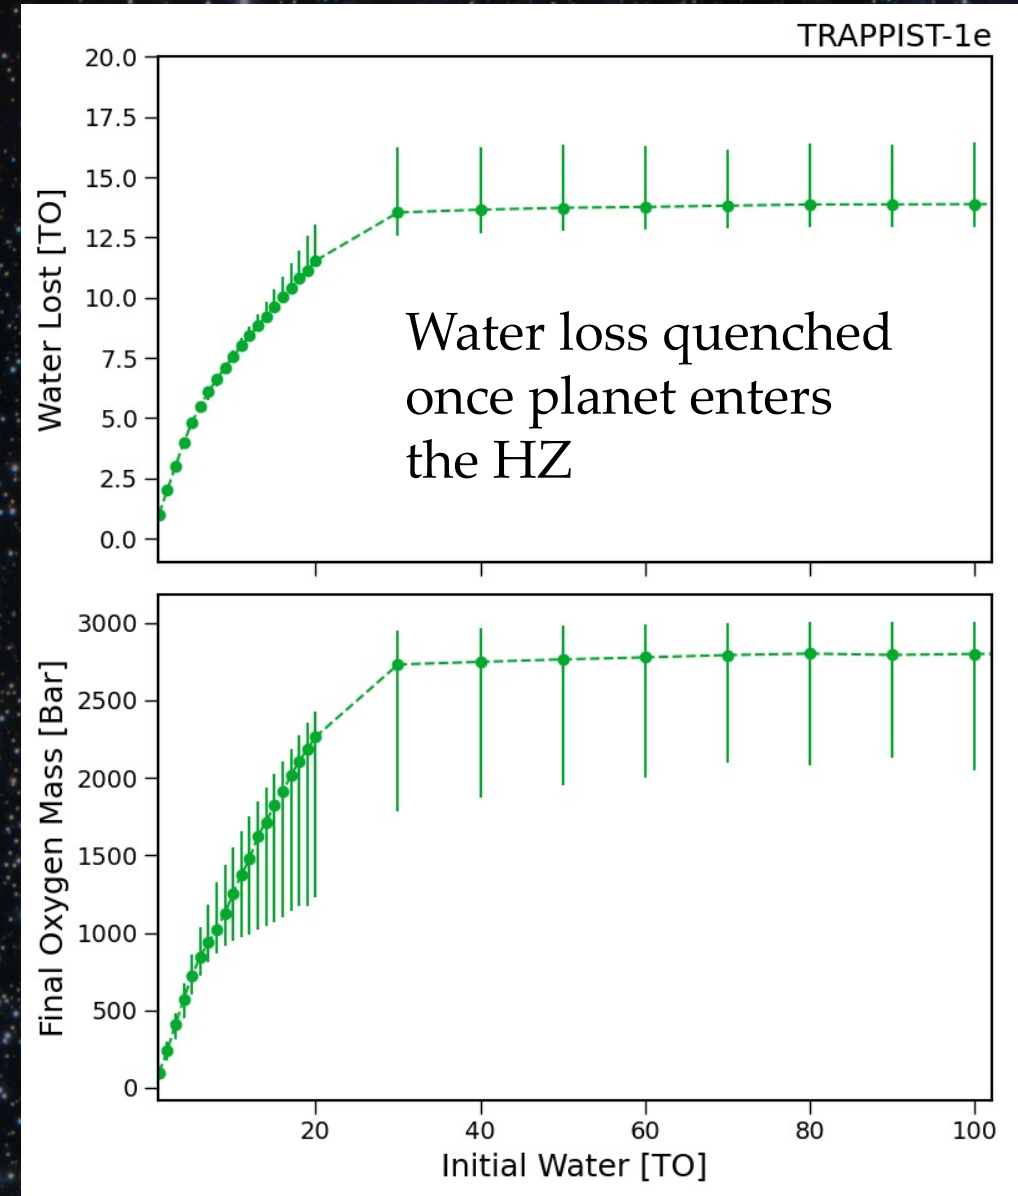 TRAPPIST-1e
20.0
17.5
15.0
12.5
10.0
7.5
5.0
2.5
0.0
Water Lost [TO]
Water loss quenched
once planet enters
the HZ
3000
2500
2000
1500
1000
500
0
Final Oxygen Mass [Bar]
20 40 60 80 100
Initial Water [TO]